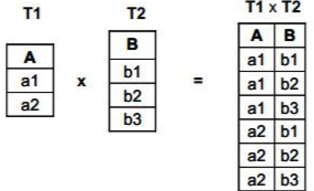 T1 T2 T1 x T2
A x B = A B
a1 b1 a1 b1
a2 b2 a1 b2
b3 a1 b3
a2 b1
a2 b2
a2 b3